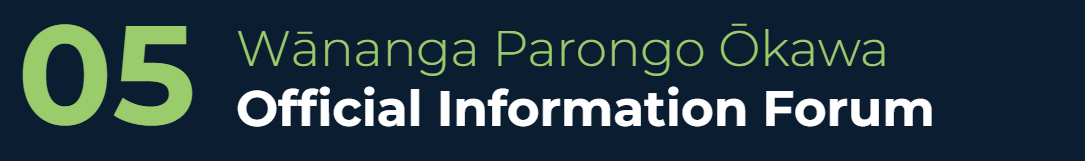 05
Wānanga Parongo Ōkawa
Official Information Forum